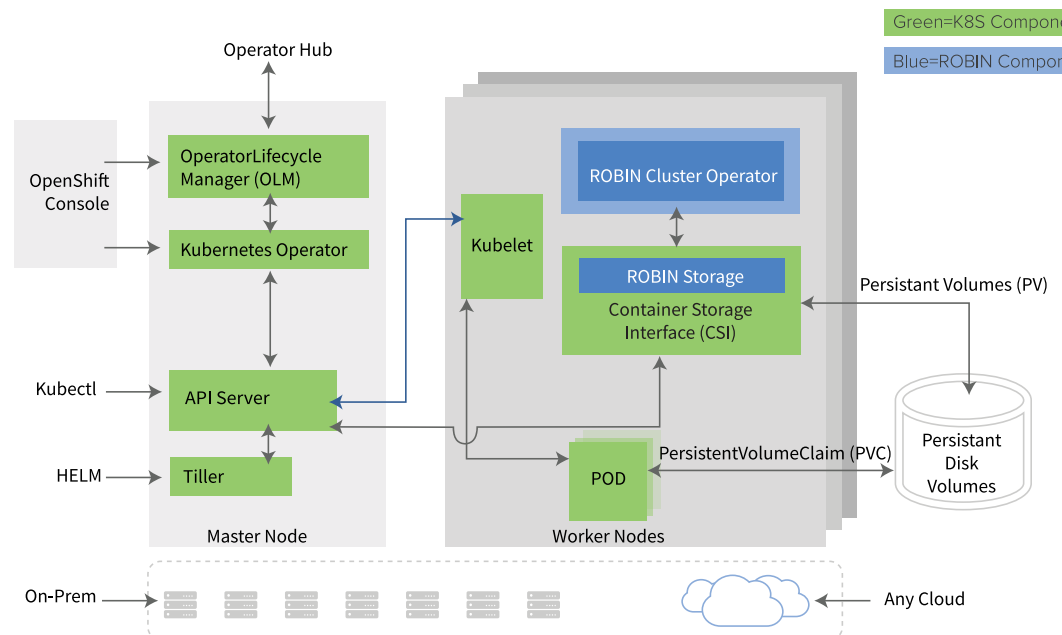 Green=K8S Compone
Blue=ROBIN Compor
Operator Hub
OpenShift
Console
OperatorLifecycle
Manager (OLM)
Kubernetes Operator
Kubectl
API Server
HELM
Tiller
Master Node
ROBIN Cluster Operator
Kubelet
ROBIN Storage
Container Storage
Interface (CSI)
Persistant Volumes (PV)
PersistentVolumeClaim (PVC)
POD
Persistant
Disk
Volumes
Worker Nodes
On-Prem
Any Cloud